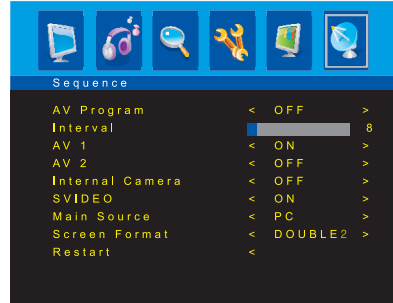 Sequence
AV Program < OFF >
Interval 8
AV 1 < ON >
AV 2 < OFF >
Internal Camera < OFF >
SVIDEO < ON >
Main Source < PC >
Screen Format < DOUBLE2 >
Restart <